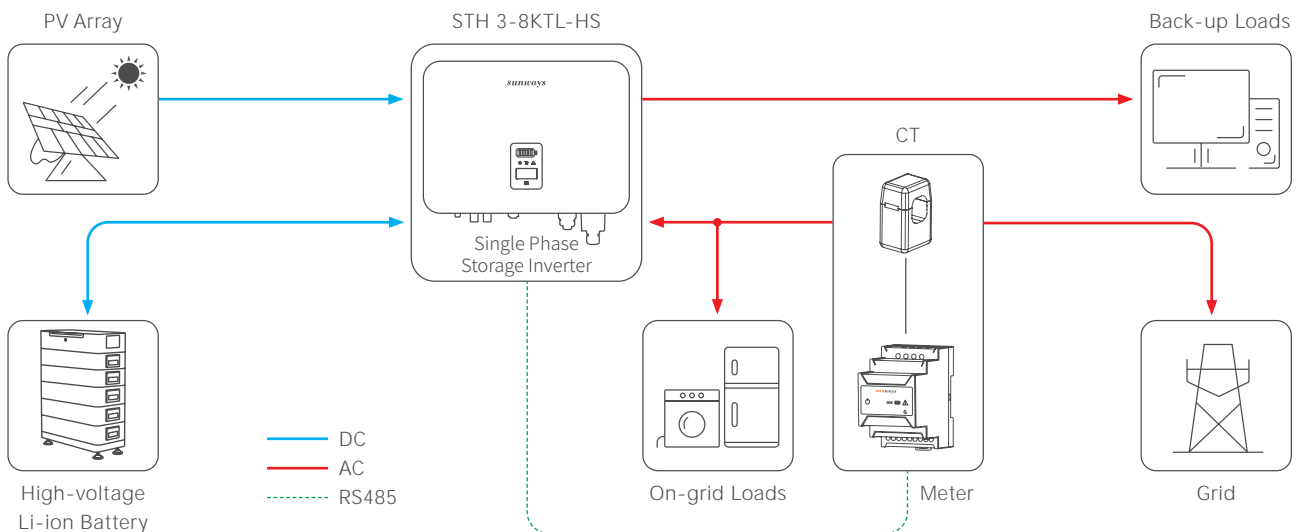 PV Array
STH 3-8KTL-HS
Back-up Loads
sunways
CT
Single Phase
Storage Inverter
sunways
DC
AC
RS485
High-voltage
Li-ion Battery
On-grid Loads
Meter
Grid